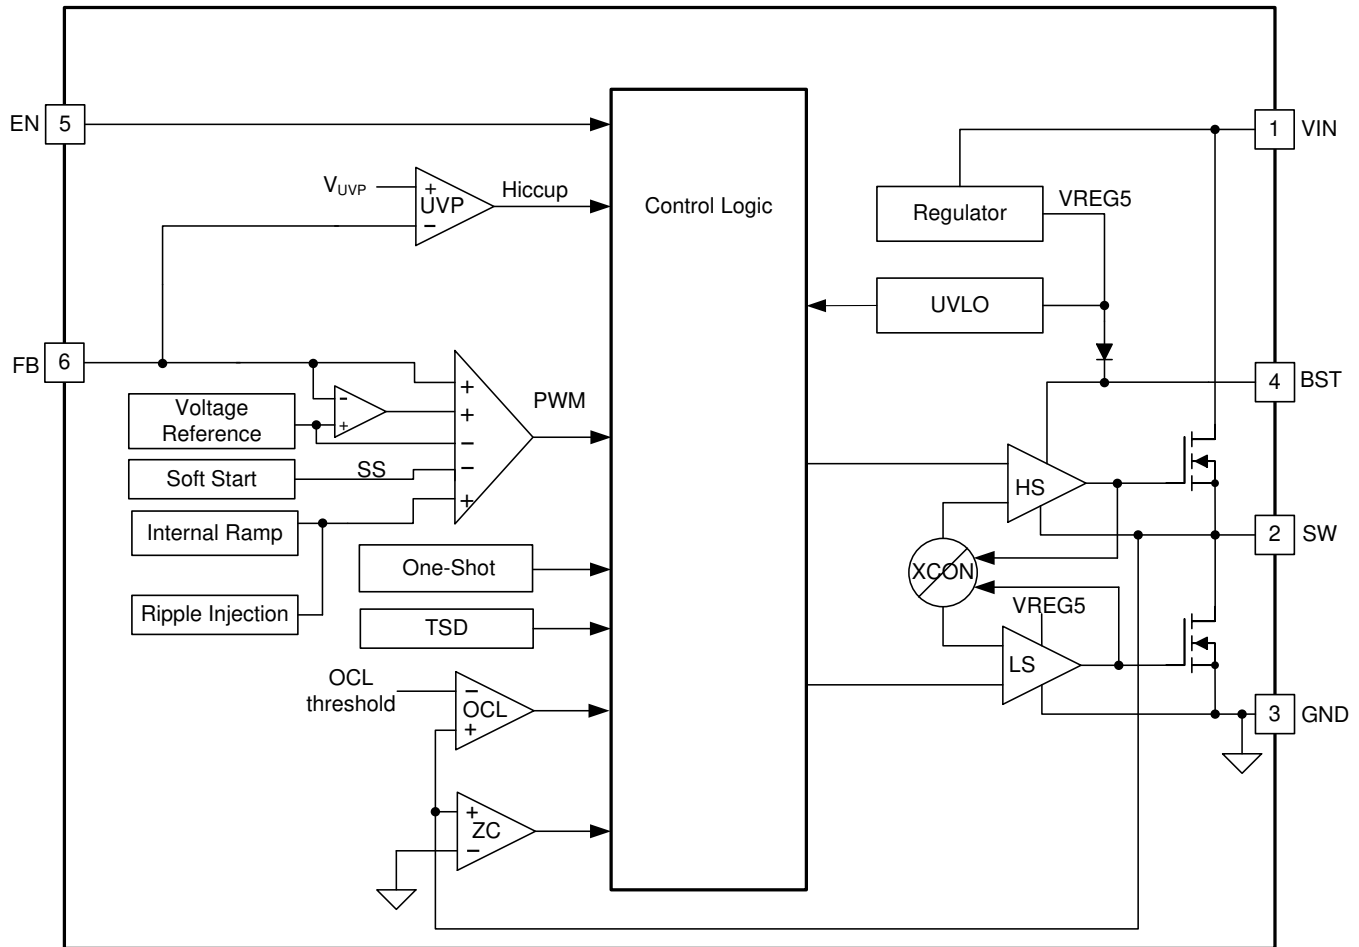 EN 5
1 VIN
VUVP
+
UVP
−
Hiccup
Control Logic
Regulator
VREG5
UVLO
FB 6
4 BST
Voltage
Reference
-
+
+
+
−
−
+
PWM
Soft Start
SS
HS
Internal Ramp
2 SW
One-Shot
XCON
Ripple Injection
VREG5
TSD
LS
OCL
threshold
−
OCL
+
3 GND
+
ZC
−